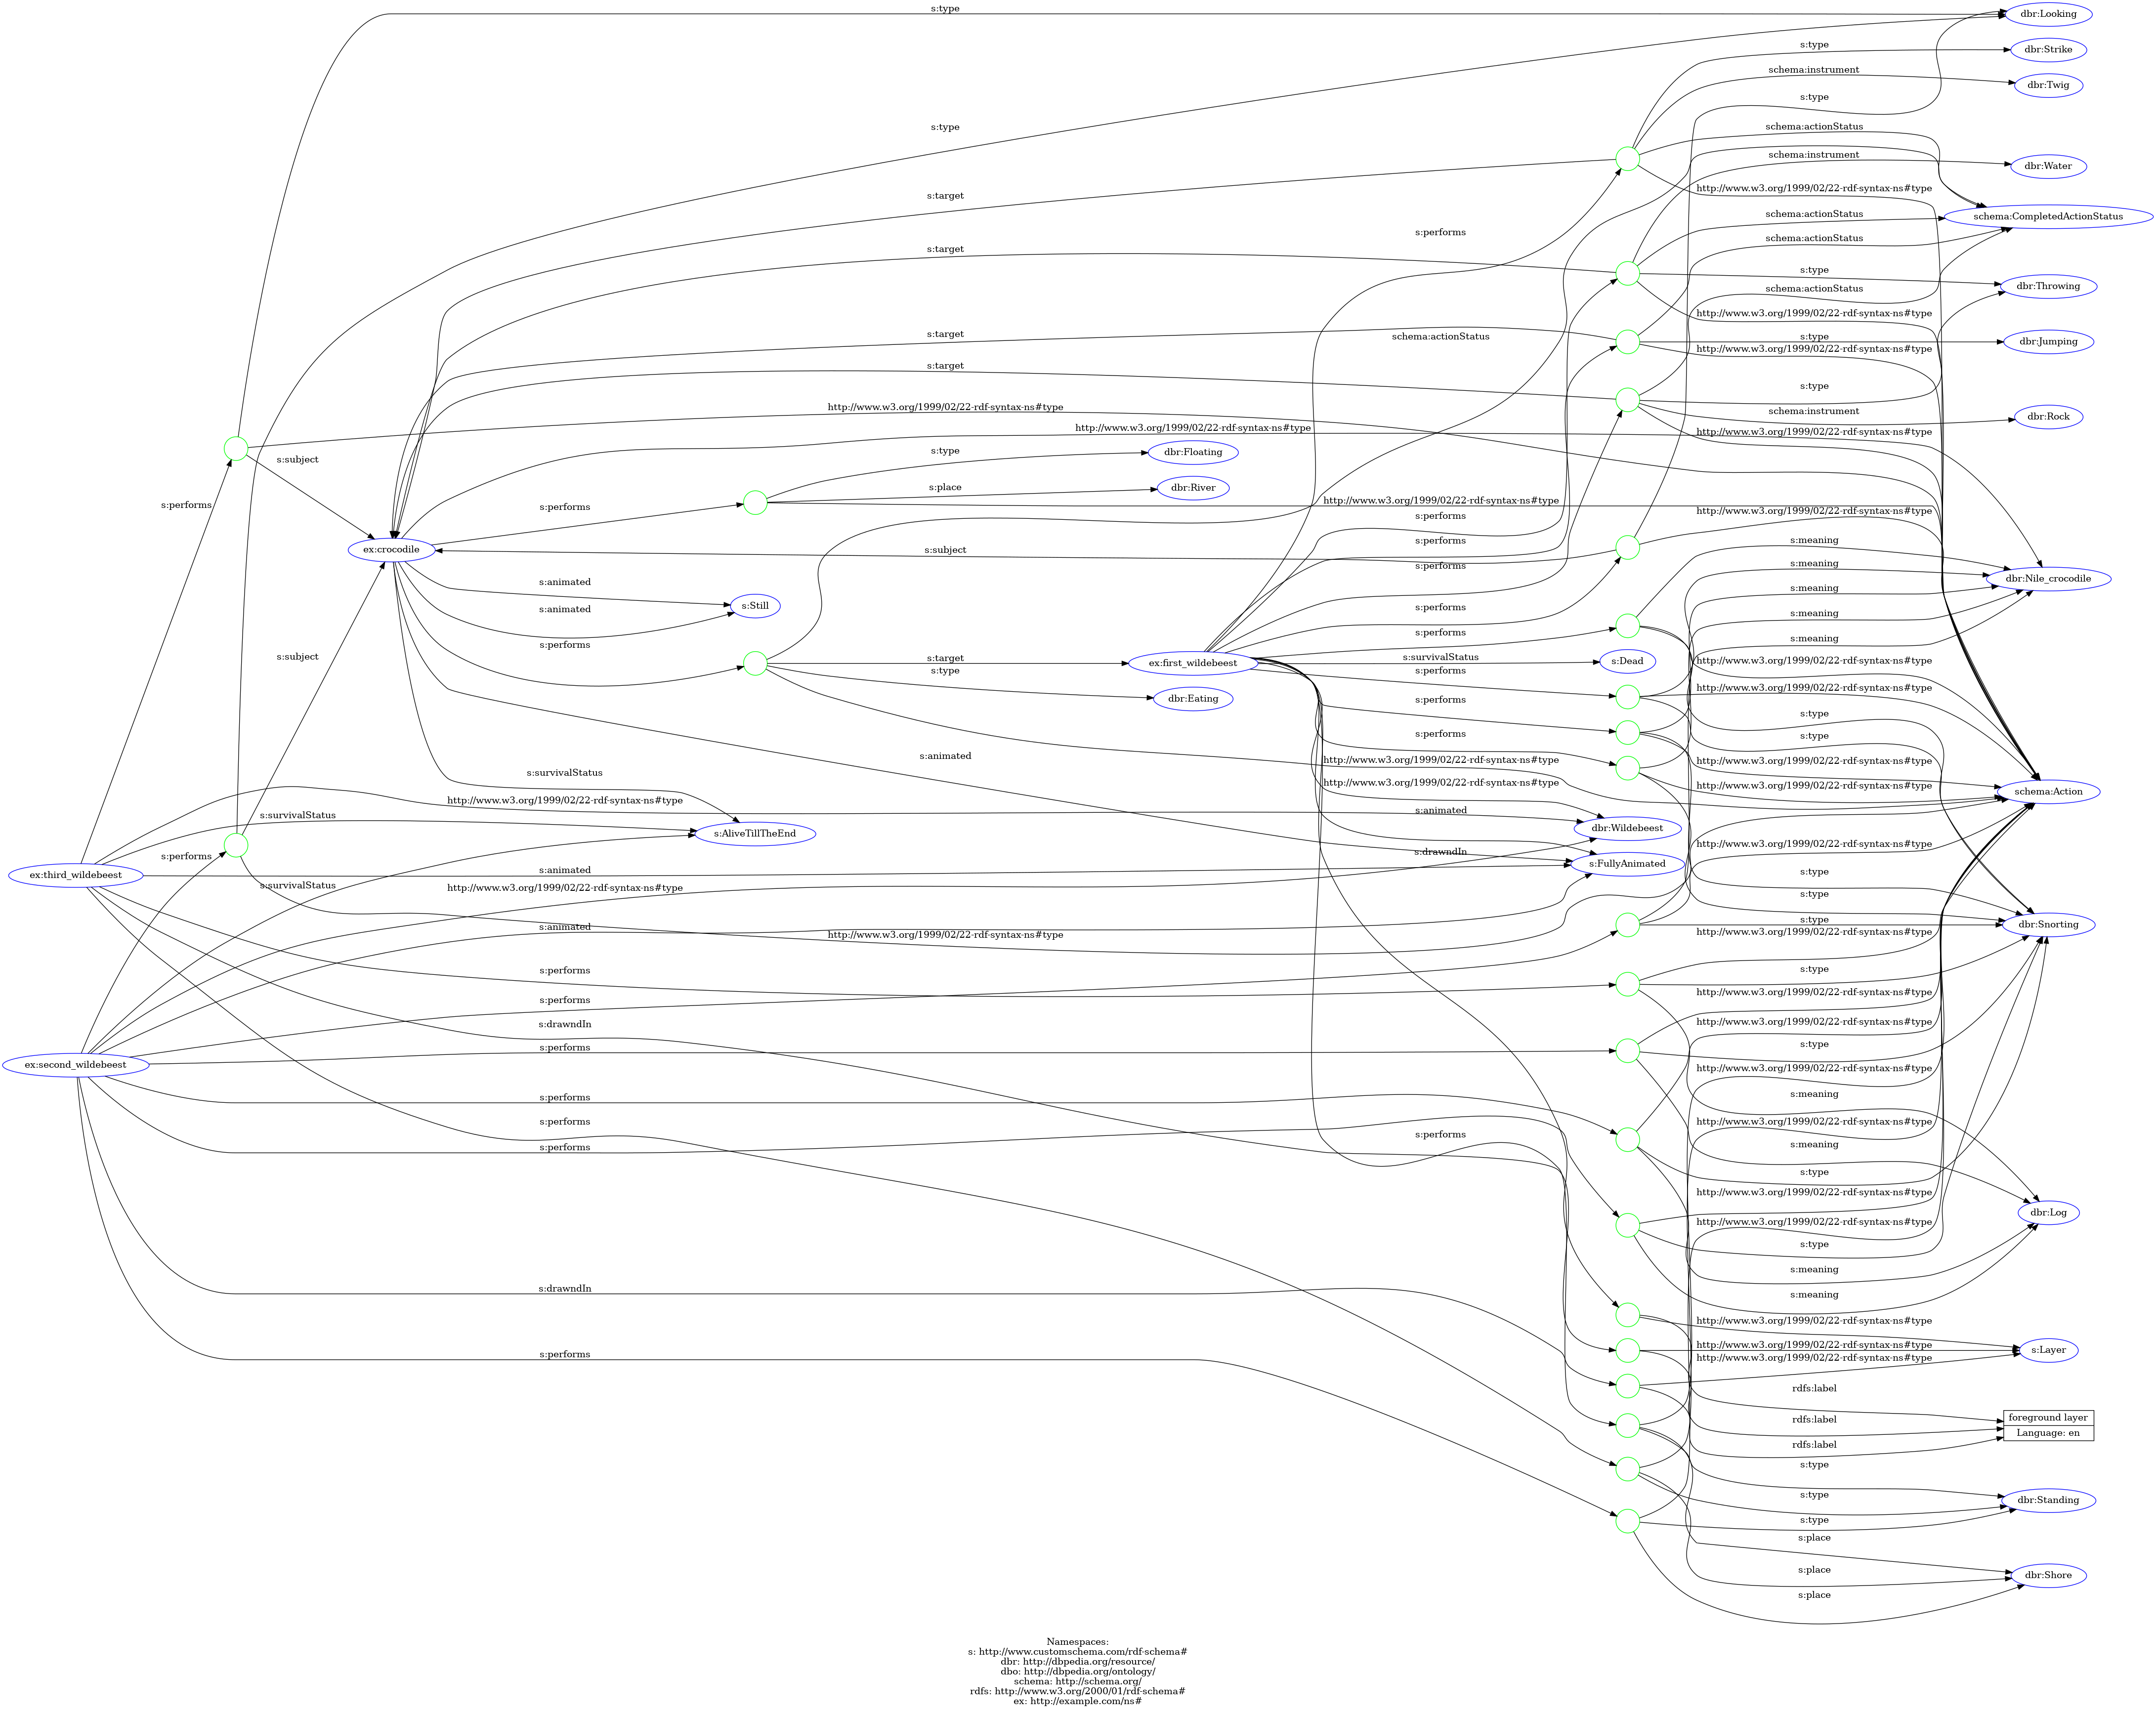 s:type
dbr:Looking
dbr:Strike
s:type
schema:instrument
dbr:Twig
s:type
s:type
schema:actionStatus
schema:instrument
dbr:Water
http://www.w3.org/1999/02/22-rdf-syntax-ns#type
s:target
schema:actionStatus
schema:CompletedActionStatus
s:performs
schema:actionStatus
s:target
s:type
dbr:Throwing
schema:actionStatus
http://www.w3.org/1999/02/22-rdf-syntax-ns#type
s:target
schema:actionStatus
s:type
dbr:Jumping
http://www.w3.org/1999/02/22-rdf-syntax-ns#type
s:target
s:type
http://www.w3.org/1999/02/22-rdf-syntax-ns#type
schema:instrument
dbr:Rock
http://www.w3.org/1999/02/22-rdf-syntax-ns#type
http://www.w3.org/1999/02/22-rdf-syntax-ns#type
s:subject
s:type
dbr:Floating
s:place
dbr:River
s:performs
s:performs
http://www.w3.org/1999/02/22-rdf-syntax-ns#type
http://www.w3.org/1999/02/22-rdf-syntax-ns#type
s:performs
s:performs
ex:crocodile
s:subject
s:meaning
s:performs
s:meaning
dbr:Nile_crocodile
s:animated
s:meaning
s:animated
s:Still
s:performs
s:meaning
s:performs
s:performs
s:meaning
s:subject
s:target
ex:first_wildebeest
s:survivalStatus
s:Dead
http://www.w3.org/1999/02/22-rdf-syntax-ns#type
s:type
s:performs
http://www.w3.org/1999/02/22-rdf-syntax-ns#type
dbr:Eating
s:performs
s:type
s:performs
s:type
s:animated
http://www.w3.org/1999/02/22-rdf-syntax-ns#type
http://www.w3.org/1999/02/22-rdf-syntax-ns#type
s:survivalStatus
http://www.w3.org/1999/02/22-rdf-syntax-ns#type
http://www.w3.org/1999/02/22-rdf-syntax-ns#type
schema:Action
http://www.w3.org/1999/02/22-rdf-syntax-ns#type
s:animated
s:survivalStatus
s:AliveTillTheEnd
dbr:Wildebeest
s:performs
s:drawndIn
http://www.w3.org/1999/02/22-rdf-syntax-ns#type
ex:third_wildebeest
s:animated
s:FullyAnimated
s:type
s:survivalStatus
http://www.w3.org/1999/02/22-rdf-syntax-ns#type
s:type
s:animated
http://www.w3.org/1999/02/22-rdf-syntax-ns#type
s:type
dbr:Snorting
http://www.w3.org/1999/02/22-rdf-syntax-ns#type
s:performs
s:type
http://www.w3.org/1999/02/22-rdf-syntax-ns#type
s:performs
s:drawndIn
http://www.w3.org/1999/02/22-rdf-syntax-ns#type
s:performs
s:type
ex:second_wildebeest
http://www.w3.org/1999/02/22-rdf-syntax-ns#type
s:performs
s:meaning
s:performs
http://www.w3.org/1999/02/22-rdf-syntax-ns#type
s:performs
s:performs
s:meaning
s:type
http://www.w3.org/1999/02/22-rdf-syntax-ns#type
dbr:Log
http://www.w3.org/1999/02/22-rdf-syntax-ns#type
s:type
s:meaning
s:drawndIn
s:meaning
http://www.w3.org/1999/02/22-rdf-syntax-ns#type
http://www.w3.org/1999/02/22-rdf-syntax-ns#type
s:Layer
s:performs
http://www.w3.org/1999/02/22-rdf-syntax-ns#type
rdfs:label
foreground layer
rdfs:label
Language: en
rdfs:label
s:type
s:type
dbr:Standing
s:type
s:place
s:place
dbr:Shore
s:place
Namespaces:
s: http://www.customschema.com/rdf-schema#
dbr: http://dbpedia.org/resource/
dbo: http://dbpedia.org/ontology/
schema: http://schema.org/
rdfs: http://www.w3.org/2000/01/rdf-schema#
ex: http://example.com/ns#